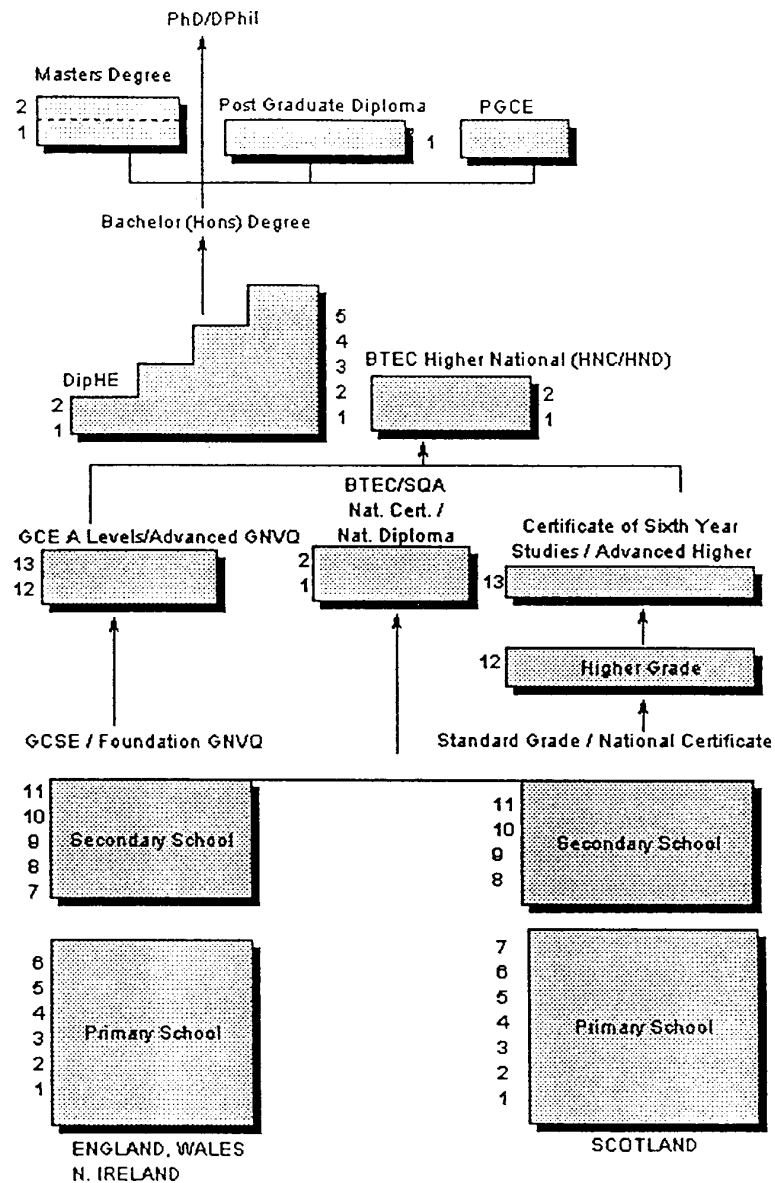 PhD/DPhil
Masters Degree
2
1
Post Graduate Diploma
1
PGCE
Bachelor (Hons) Degree
DipHE
2
1
5
4
3
2
1
BTEC Higher National (HNC/HND)
2
1
GCE A Levels/Advanced GNVQ
13
12
BTEC/SQA
Nat. Cert. /
Nat. Diploma
2
1
Certificate of Sixth Year
Studies / Advanced Higher
13
12
Higher Grade
GCSE / Foundation GNVQ
Standard Grade / National Certificate
11
10
9
8
7
Secondary School
11
10
9
8
Secondary School
6
5
4
3
2
1
Primary School
7
6
5
4
3
2
1
Primary School
ENGLAND, WALES
N. IRELAND
SCOTLAND